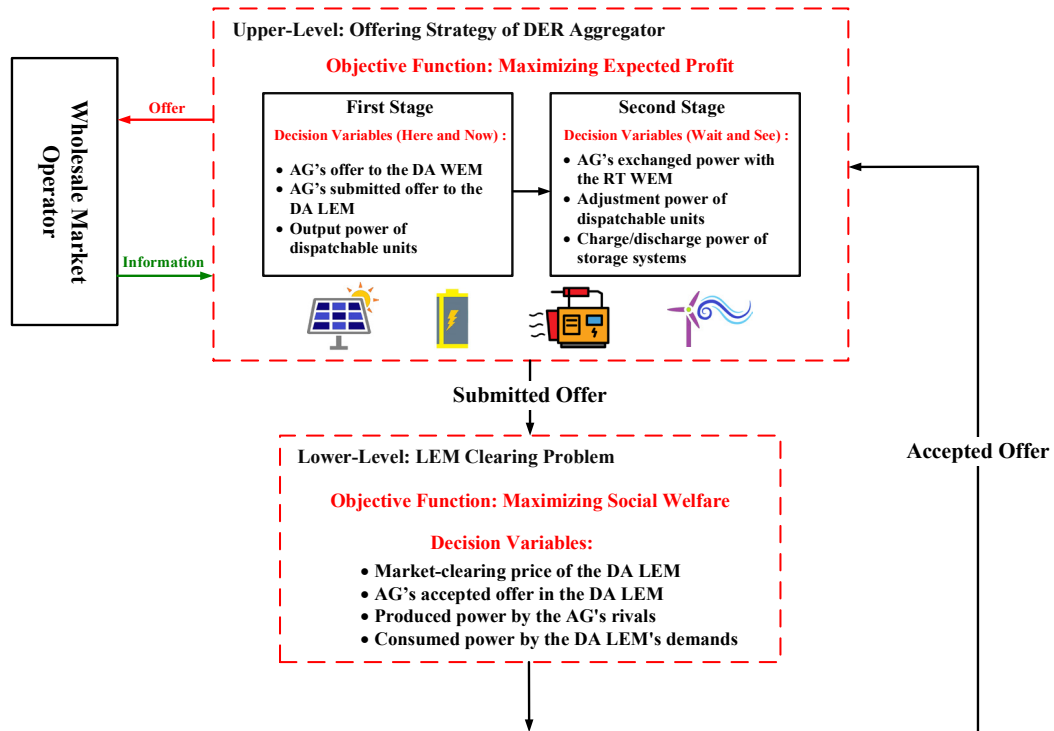 Upper-Level: Offering Strategy of DER Aggregator
Objective Function: Maximizing Expected Profit
Wholesale Market
Operator
Offer
Information
First Stage
Decision Variables (Here and Now) :
• AG's offer to the DA WEM
• AG's submitted offer to the
DA LEM
• Output power of
dispatchable units
Second Stage
Decision Variables (Wait and See) :
• AG's exchanged power with
the RT WEM
• Adjustment power of
dispatchable units
• Charge/discharge power of
storage systems
Submitted Offer
Accepted Offer
Lower-Level: LEM Clearing Problem
Objective Function: Maximizing Social Welfare
Decision Variables:
• Market-clearing price of the DA LEM
• AG's accepted offer in the DA LEM
• Produced power by the AG's rivals
• Consumed power by the DA LEM's demands